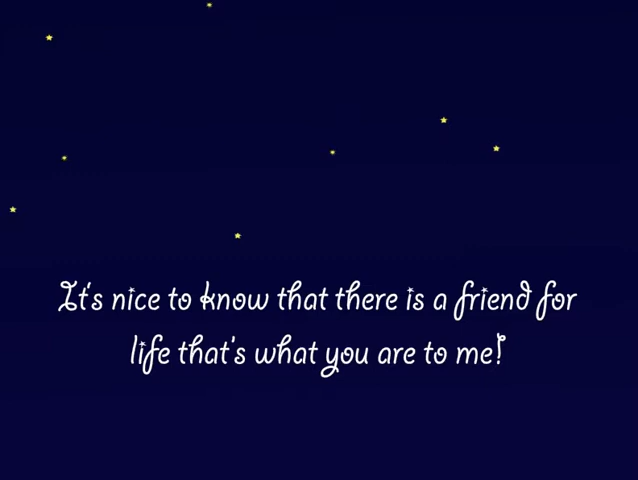 It's nice to know that there is a friend for
life that's what you are to me!